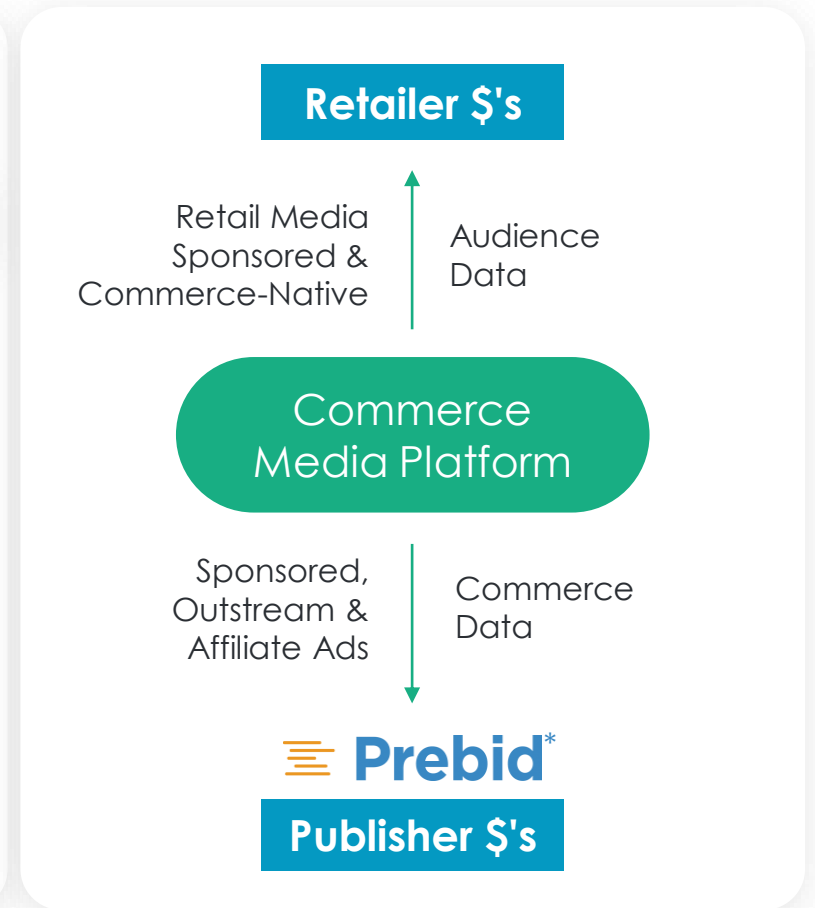 Retailer $'s
Retail Media
Sponsored &
Commerce-Native
Audience
Data
Commerce
Media Platform
Sponsored,
Outstream &
Affiliate Ads
Commerce
Data
Prebid*
Publisher $'s